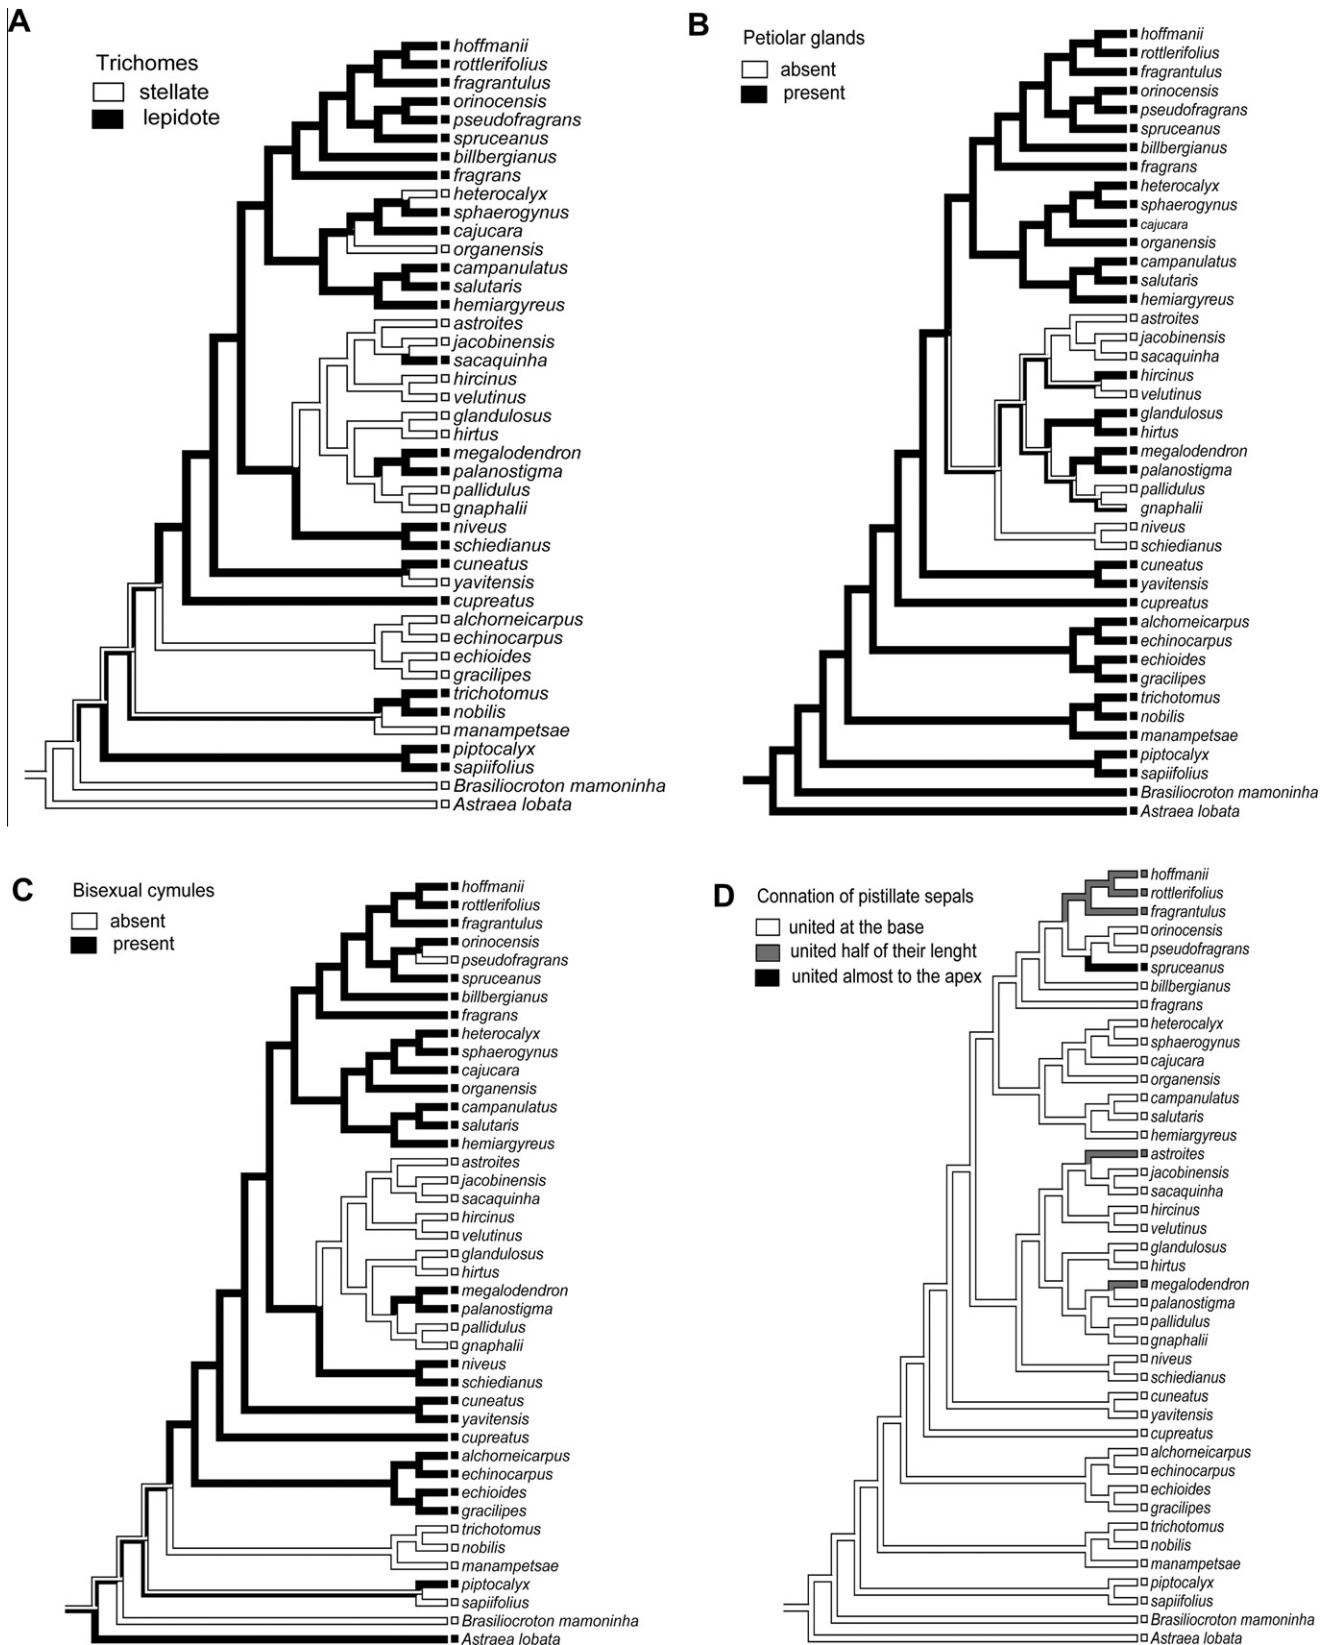 A
Trichomes
stellate
lepidote
hoffmanii
rottlerifolius
fragrantulus
orinocensis
pseudofragrans
spruceanus
billbergianus
fragrans
heterocalyx
sphaerogynus
cajucara
organensis
campanulatus
salutaris
hemiargyreus
astroites
jacobinensis
sacaquinha
hircinus
velutinus
glandulosus
hirtus
megalodendron
palanostigma
pallidulus
gnaphalii
niveus
schiedianus
cuneatus
yavitensis
cupreatus
alchorneicarpus
echinocarpus
echioides
gracilipes
trichotomus
nobilis
manampetsae
piptocalyx
sapiifolius
Brasiliocroton mamoninha
Astraea lobata
B
Petiolar glands
absent
present
hoffmanii
rottlerifolius
fragrantulus
orinocensis
pseudofragrans
spruceanus
billbergianus
fragrans
heterocalyx
sphaerogynus
cajucara
organensis
campanulatus
salutaris
hemiargyreus
astroites
jacobinensis
sacaquinha
hircinus
velutinus
glandulosus
hirtus
megalodendron
palanostigma
pallidulus
gnaphalii
niveus
schiedianus
cuneatus
yavitensis
cupreatus
alchorneicarpus
echinocarpus
echioides
gracilipes
trichotomus
nobilis
manampetsae
piptocalyx
sapiifolius
Brasiliocroton mamoninha
Astraea lobata
C
Bisexual cymules
absent
present
hoffmanii
rottlerifolius
fragrantulus
orinocensis
pseudofragrans
spruceanus
billbergianus
fragrans
heterocalyx
sphaerogynus
cajucara
organensis
campanulatus
salutaris
hemiargyreus
astroites
jacobinensis
sacaquinha
hircinus
velutinus
glandulosus
hirtus
megalodendron
palanostigma
pallidulus
gnaphalii
niveus
schiedianus
cuneatus
yavitensis
cupreatus
alchorneicarpus
echinocarpus
echioides
gracilipes
trichotomus
nobilis
manampetsae
piptocalyx
sapiifolius
Brasiliocroton mamoninha
Astraea lobata
D
Connation of pistillate sepals
united at the base
united half of their lenght
united almost to the apex
hoffmanii
rottlerifolius
fragrantulus
orinocensis
pseudofragrans
spruceanus
billbergianus
fragrans
heterocalyx
sphaerogynus
cajucara
organensis
campanulatus
salutaris
hemiargyreus
astroites
jacobinensis
sacaquinha
hircinus
velutinus
glandulosus
hirtus
megalodendron
palanostigma
pallidulus
gnaphalii
niveus
schiedianus
cuneatus
yavitensis
cupreatus
alchorneicarpus
echinocarpus
echioides
gracilipes
trichotomus
nobilis
manampetsae
piptocalyx
sapiifolius
Brasiliocroton mamoninha
Astraea lobata